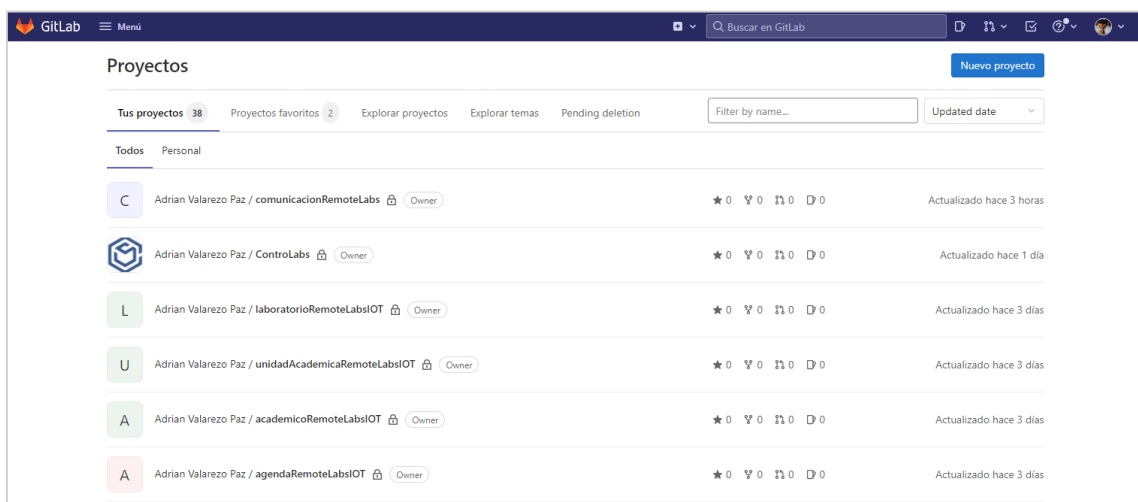 GitLab Menú Buscar en GitLab
Proyectos Nuevo proyecto
Tus proyectos 38 Proyectos favoritos 2 Explorar proyectos Explorar temas Pending deletion Filter by name... Updated date
Todos Personal
C Adrian Valarezo Paz / comunicacionRemoteLabs Owner 0 0 0 0 Actualizado hace 3 horas
Adrian Valarezo Paz / ControLabs Owner 0 0 0 0 Actualizado hace 1 día
L Adrian Valarezo Paz / laboratorioRemoteLabsIOT Owner 0 0 0 0 Actualizado hace 3 días
U Adrian Valarezo Paz / unidadAcademicaRemoteLabsIOT Owner 0 0 0 0 Actualizado hace 3 días
A Adrian Valarezo Paz / academicoRemoteLabsIOT Owner 0 0 0 0 Actualizado hace 3 días
A Adrian Valarezo Paz / agendaRemoteLabsIOT Owner 0 0 0 0 Actualizado hace 3 días